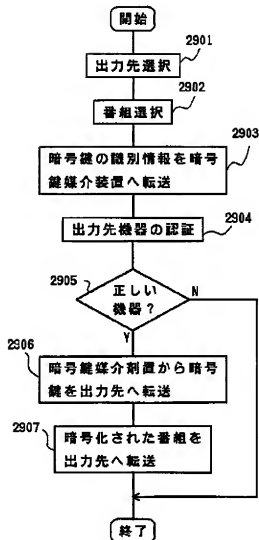 開始
2901
出力先選択
2902
番組選択
2903
暗号鍵の識別情報を暗号
鍵媒介装置へ転送
2904
出力先機器の認証
2905
正しい
機器？
N
Y
2906
暗号鍵媒介剤置から暗号
鍵を出力先へ転送
2907
暗号化された番組を
出力先へ転送
終了